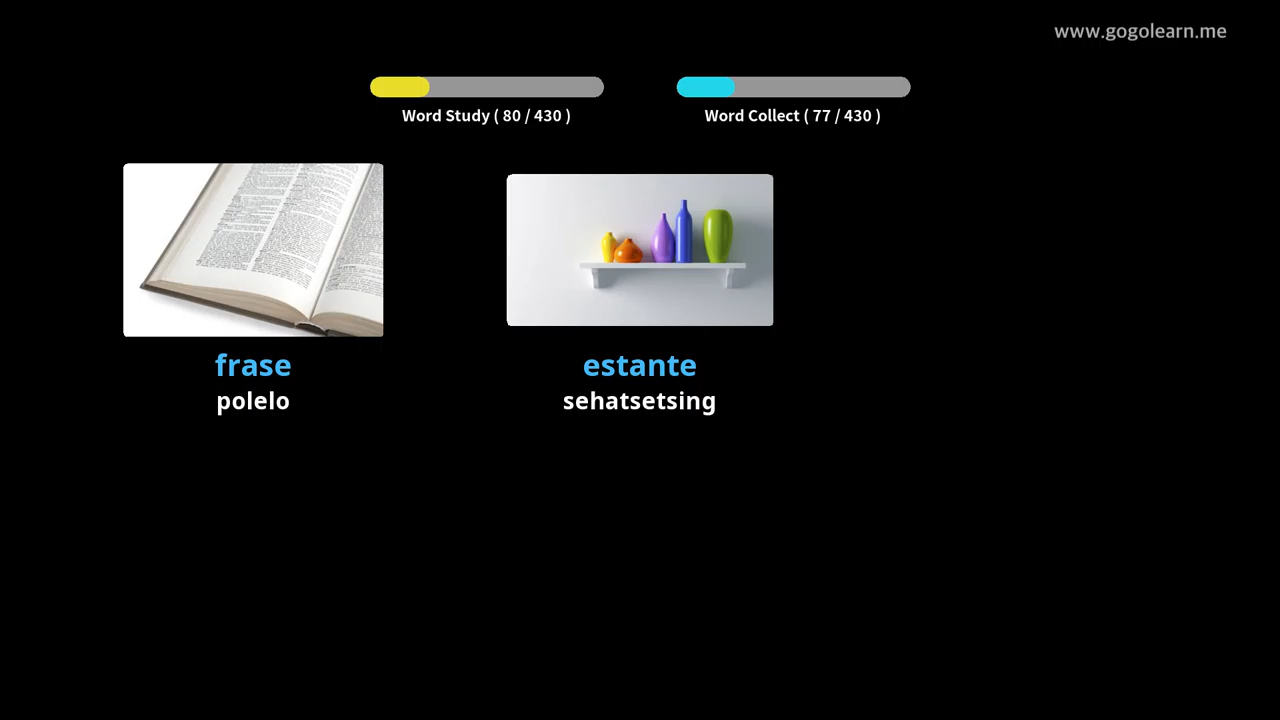 www.gogolearn.me
Word Study ( 80 / 430 )
Word Collect ( 77 / 430 )
frase
polelo
estante
sehatsetsing